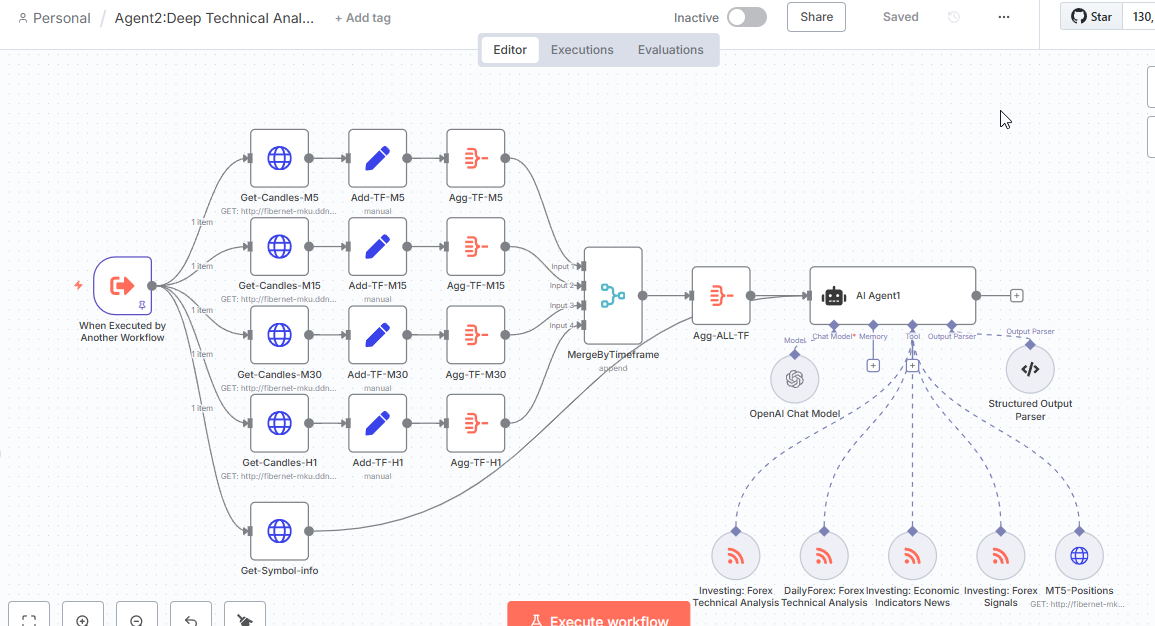 Personal / Agent2:Deep Technical Anal... + Add tag
Inactive
Share
Saved
...
Star 130,
Editor Executions Evaluations
When Executed by
Another Workflow
1 item
1 item
1 item
1 item
1 item
Get-Candles-M5
GET: http://fibernet-mku.ddn...
Add-TF-M5
manual
Agg-TF-M5
Get-Candles-M15
GET: http://fibernet-mku.ddn...
Add-TF-M15
manual
Agg-TF-M15
Get-Candles-M30
GET: http://fibernet-mku.ddn...
Add-TF-M30
manual
Agg-TF-M30
Get-Candles-H1
GET: http://fibernet-mku.ddn...
Add-TF-H1
manual
Agg-TF-H1
Get-Symbol-info
Input 1
Input 2
Input 3
Input 4
MergeByTimeframe
append
Agg-ALL-TF
AI Agent1
Chat Model* Memory Tool Output Parser
Model
Output Parser
OpenAI Chat Model
Structured Output
Parser
Investing: Forex
Technical Analysis
DailyForex: Forex
Technical Analysis
Investing: Economic
Indicators News
Investing: Forex
Signals
MT5-Positions
GET: http://fibernet-mk...
Execute workflow